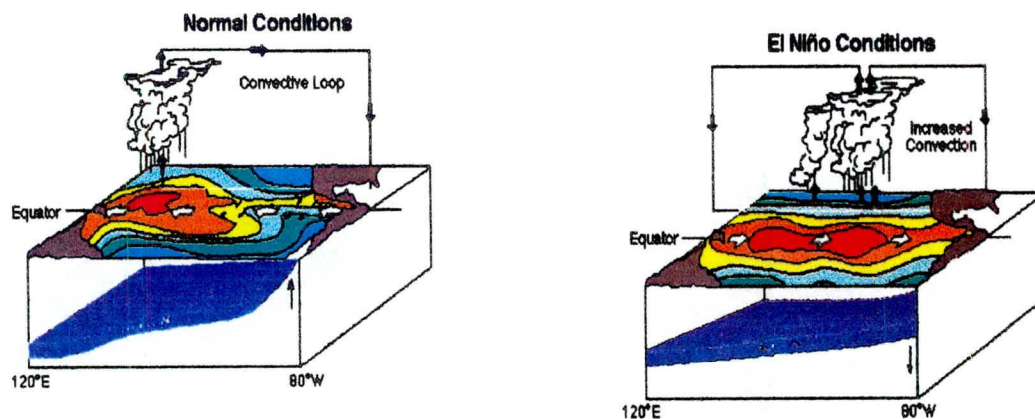 Normal Conditions
Convective Loop
Equator
120°E
80°W
El Niño Conditions
Increased
Convection
Equator
120°E
80°W